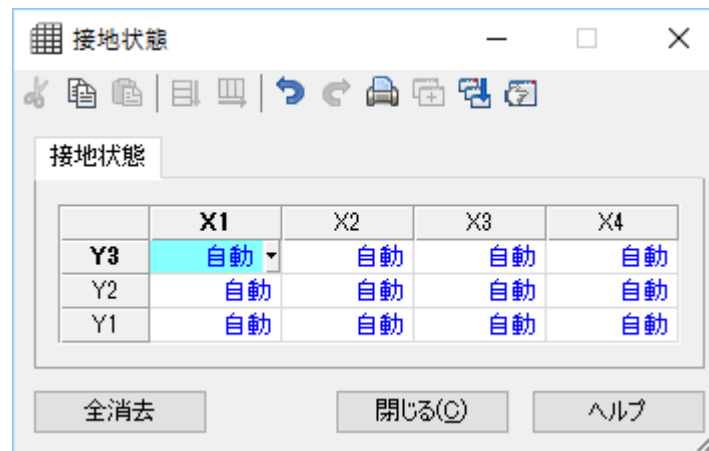 接地状態
接地状態
X1 X2 X3 X4
Y3 自動 自動 自動 自動
Y2 自動 自動 自動 自動
Y1 自動 自動 自動 自動
全消去 閉じる(C) ヘルプ